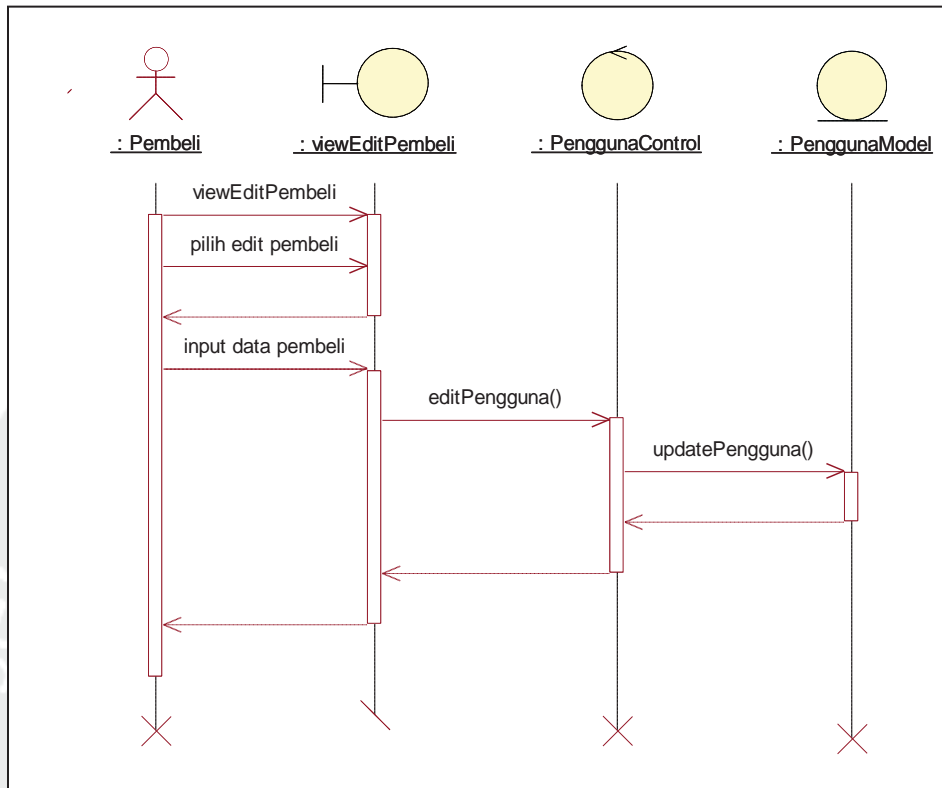 : Pembeli
: viewEditPembeli
: PenggunaControl
: PenggunaModel
viewEditPembeli
pilih edit pembeli
input data pembeli
editPengguna()
updatePengguna()